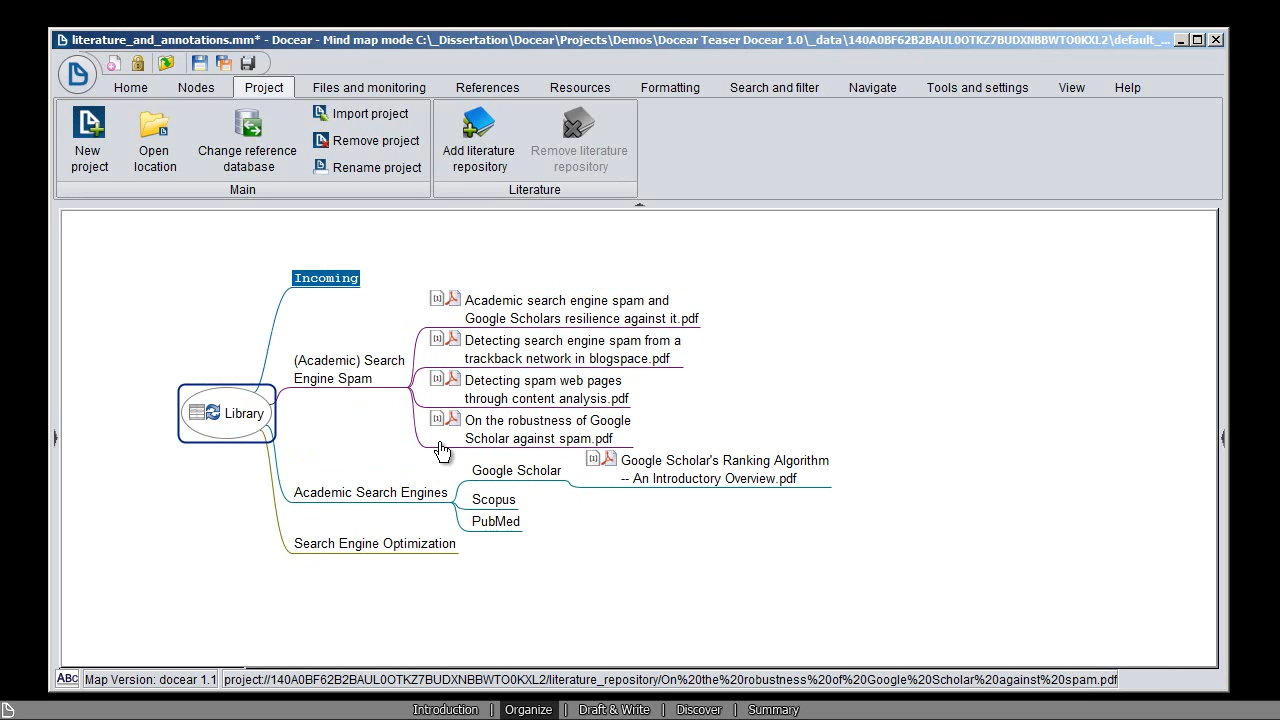 literature_and_annotations.mm* - Docear - Mind map mode C:\_Dissertation\Docear\Projects\Demos\Docear Teaser Docear 1.0\_data\140A0BF62B2BAUL0OTKZ7BUDXNBBWTO0KXL2\default_...
Home Nodes Project Files and monitoring References Resources Formatting Search and filter Navigate Tools and settings View Help
New project
Open location
Change reference database
Import project
Remove project
Rename project
Add literature repository
Remove literature repository
Main
Literature
Incoming
Academic search engine spam and
Google Scholars resilience against it.pdf
Detecting search engine spam from a
trackback network in blogspace.pdf
(Academic) Search
Engine Spam
Detecting spam web pages
through content analysis.pdf
Library
On the robustness of Google
Scholar against spam.pdf
Google Scholar
Google Scholar's Ranking Algorithm
-- An Introductory Overview.pdf
Academic Search Engines
Scopus
PubMed
Search Engine Optimization
ABC Map Version: docear 1.1 project://140A0BF62B2BAUL0OTKZ7BUDXNBBWTO0KXL2/literature_repository/On%20the%20robustness%20of%20Google%20Scholar%20against%20spam.pdf
Introduction | Organize | Draft & Write | Discover | Summary